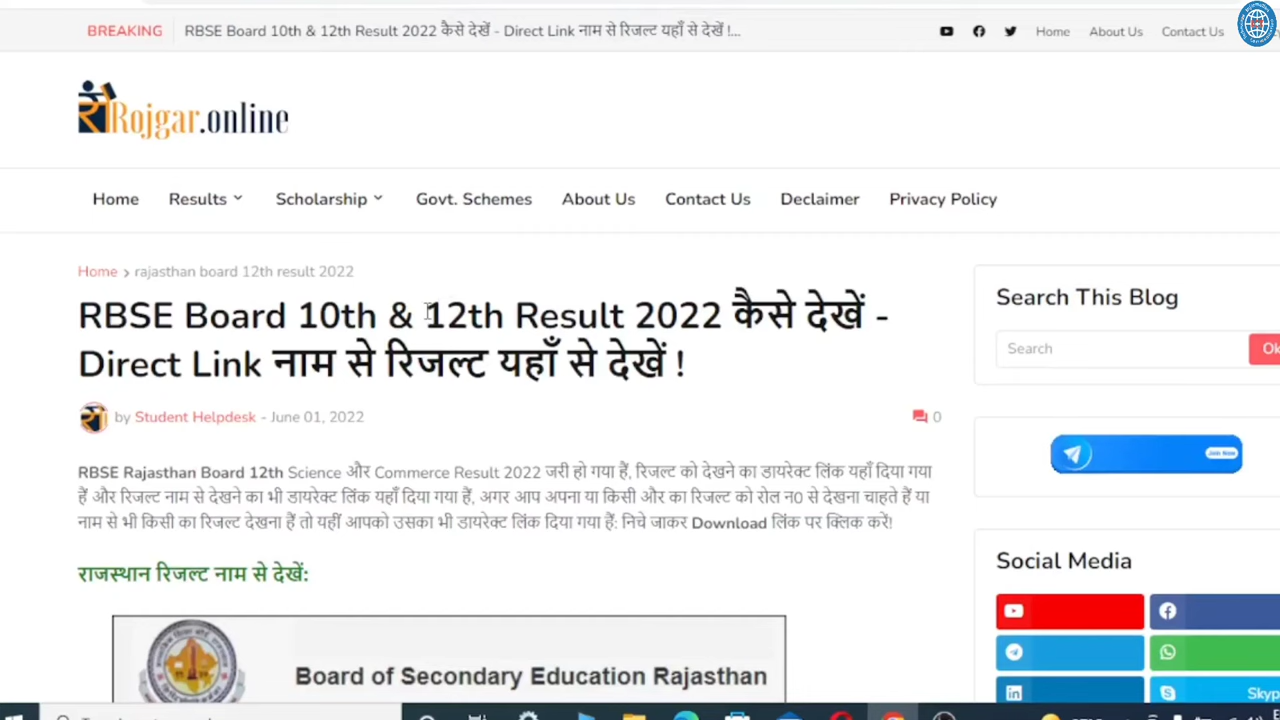 BREAKING RBSE Board 10th & 12th Result 2022 कैसे देखें - Direct Link नाम से रिजल्ट यहाँ से देखें !... Home About Us Contact Us
रोRojgar.online
Home Results Scholarship Govt. Schemes About Us Contact Us Declaimer Privacy Policy
Home › rajasthan board 12th result 2022
RBSE Board 10th & 12th Result 2022 कैसे देखें -
Direct Link नाम से रिजल्ट यहाँ से देखें !
by Student Helpdesk - June 01, 2022 0
RBSE Rajasthan Board 12th Science और Commerce Result 2022 जरी हो गया हैं, रिजल्ट को देखने का डायरेक्ट लिंक यहाँ दिया गया
हैं और रिजल्ट नाम से देखने का भी डायरेक्ट लिंक यहाँ दिया गया हैं, अगर आप अपना या किसी और का रिजल्ट को रोल न0 से देखना चाहते हैं या
नाम से भी किसी का रिजल्ट देखना हैं तो यहीं आपको उसका भी डायरेक्ट लिंक दिया गया हैं: निचे जाकर Download लिंक पर क्लिक करें!
राजस्थान रिजल्ट नाम से देखें:
Board of Secondary Education Rajasthan
Search This Blog
Search Ok
Join Now
Social Media
Skyp